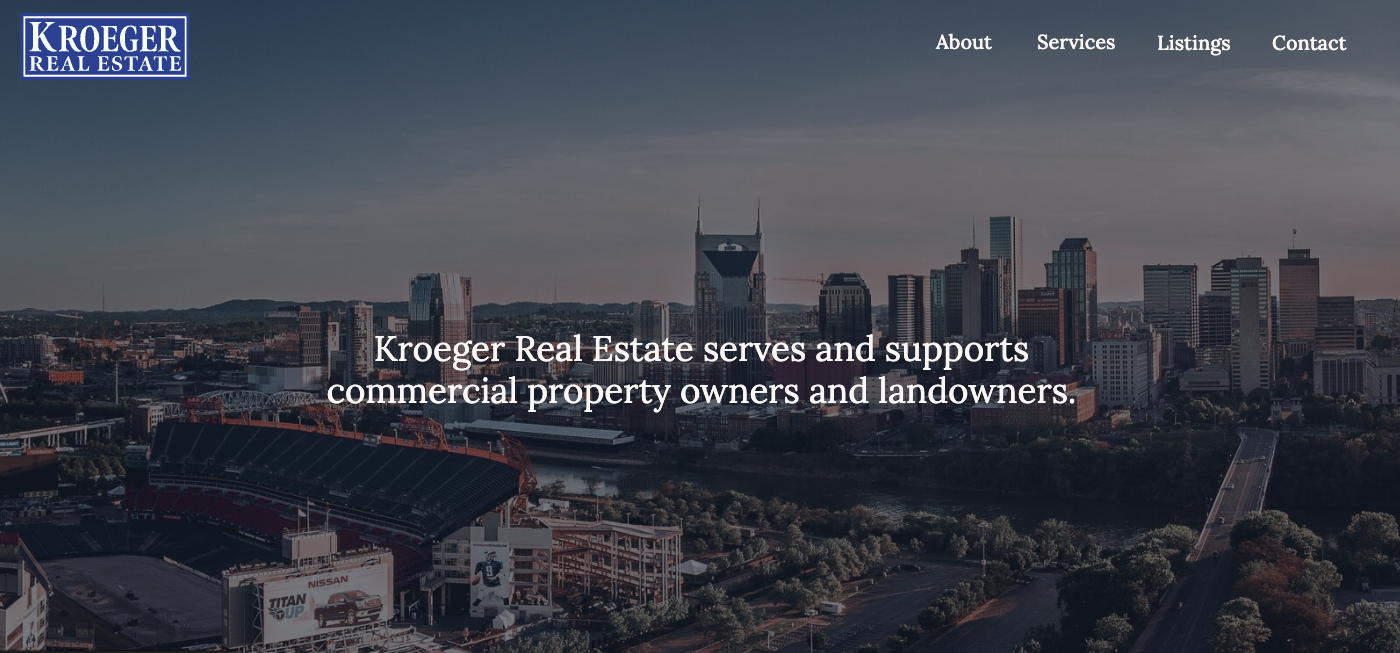 KROEGER
REAL ESTATE
About Services Listings Contact
Kroeger Real Estate serves and supports
commercial property owners and landowners.
NISSAN
TITAN
UP